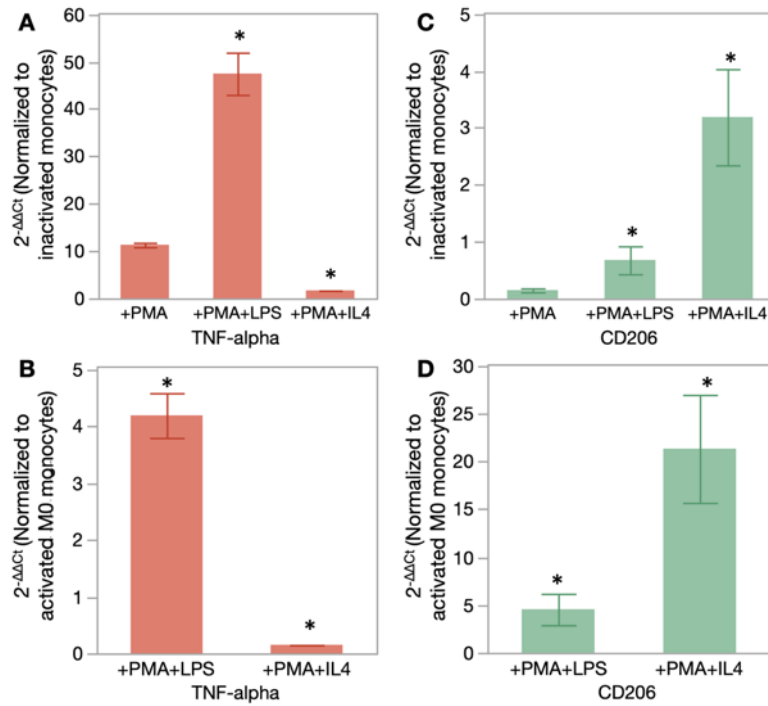 A
2-ΔΔCt (Normalized to
inactivated monocytes)
60
50
40
30
20
10
0
*
*
+PMA
+PMA+LPS
+PMA+IL4
TNF-alpha
C
2-ΔΔCt (Normalized to
inactivated monocytes)
5
4
3
2
1
0
*
*
+PMA
+PMA+LPS
+PMA+IL4
CD206
B
2-ΔΔCt (Normalized to
activated M0 monocytes)
5
4
3
2
1
0
*
*
+PMA+LPS
+PMA+IL4
TNF-alpha
D
2-ΔΔCt (Normalized to
activated M0 monocytes)
30
25
20
15
10
5
0
*
*
+PMA+LPS
+PMA+IL4
CD206